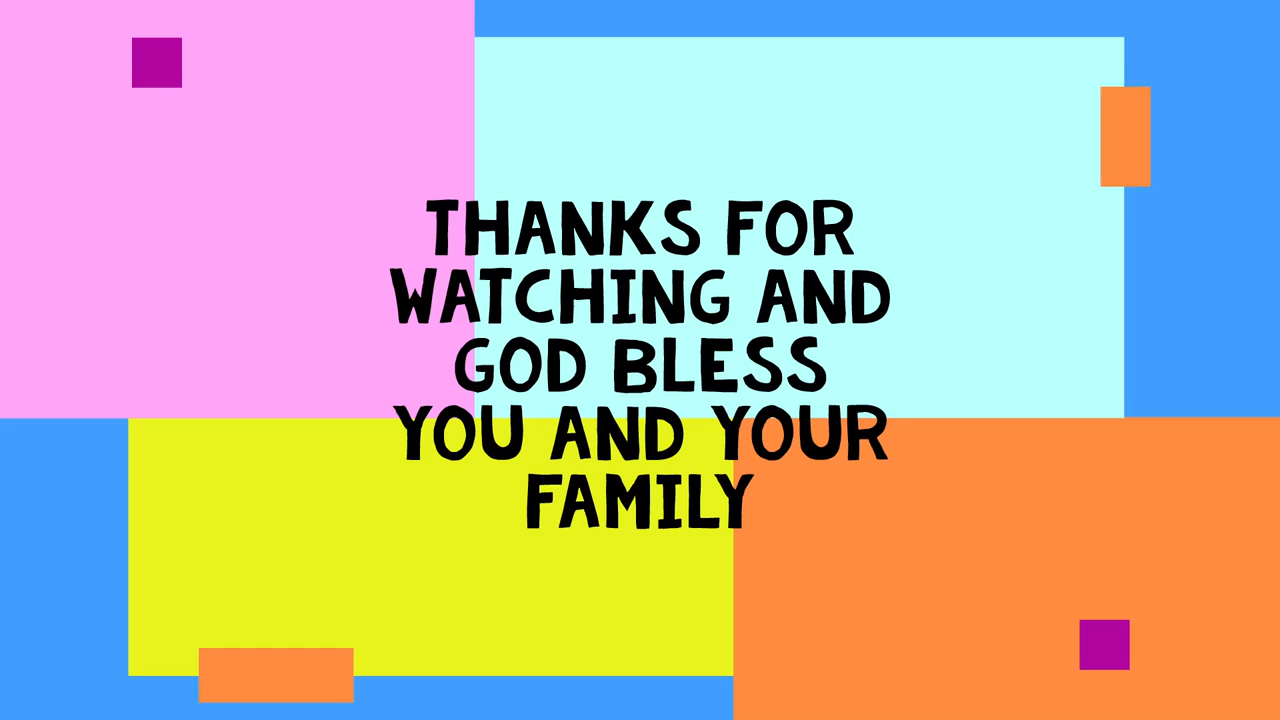 THANKS FOR
WATCHING AND
GOD BLESS
YOU AND YOUR
FAMILY